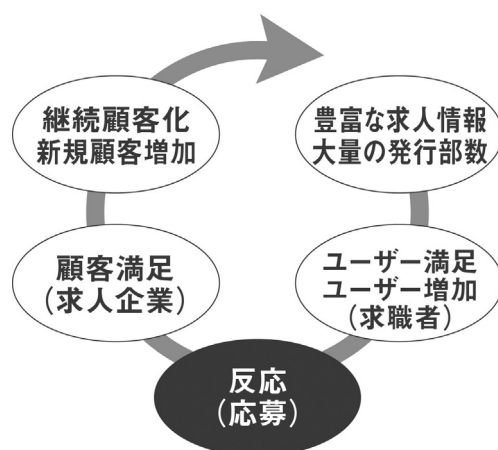 継続顧客化
新規顧客増加
豊富な求人情報
大量の発行部数
顧客満足
(求人企業)
ユーザー満足
ユーザー増加
(求職者)
反応
(応募)